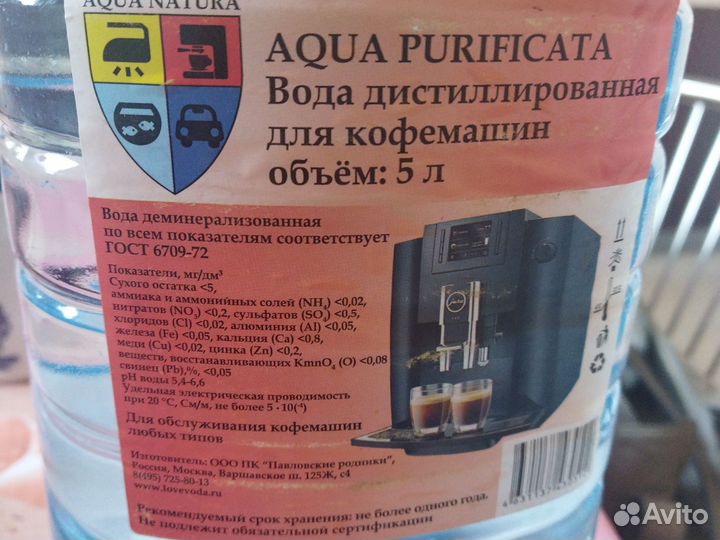 AQUA NATURA
AQUA PURIFICATA
Вода дистиллированная
для кофемашин
объём: 5 л
Вода деминерализованная
по всем показателям соответствует
ГОСТ 6709-72
Показатели, мг/дм³
Сухого остатка <5,
аммиака и аммонийных солей (NH₄) <0,02,
нитратов (NO₃) <0,2, сульфатов (SO₄) <0,5,
хлоридов (Cl) <0,02, алюминия (Al) <0,05,
железа (Fe) <0,05, кальция (Ca) <0,8,
меди (Cu) <0,02, цинка (Zn) <0,2,
веществ, восстанавливающих KmnO₄ (O) <0,08
свинец (Pb),%, <0,05
pH воды 5,4-6,6
Удельная электрическая проводимость
при 20 °C, См/м, не более 5 · 10(⁻⁴)
Для обслуживания кофемашин
любых типов
Изготовитель: ООО ПК "Павловские родники",
Россия, Москва, Варшавское ш. 125Ж, с4
8(495) 725-80-13
www.lovevoda.ru
Рекомендуемый срок хранения: не более одного года.
Не подлежит обязательной сертификации
jura
Avito